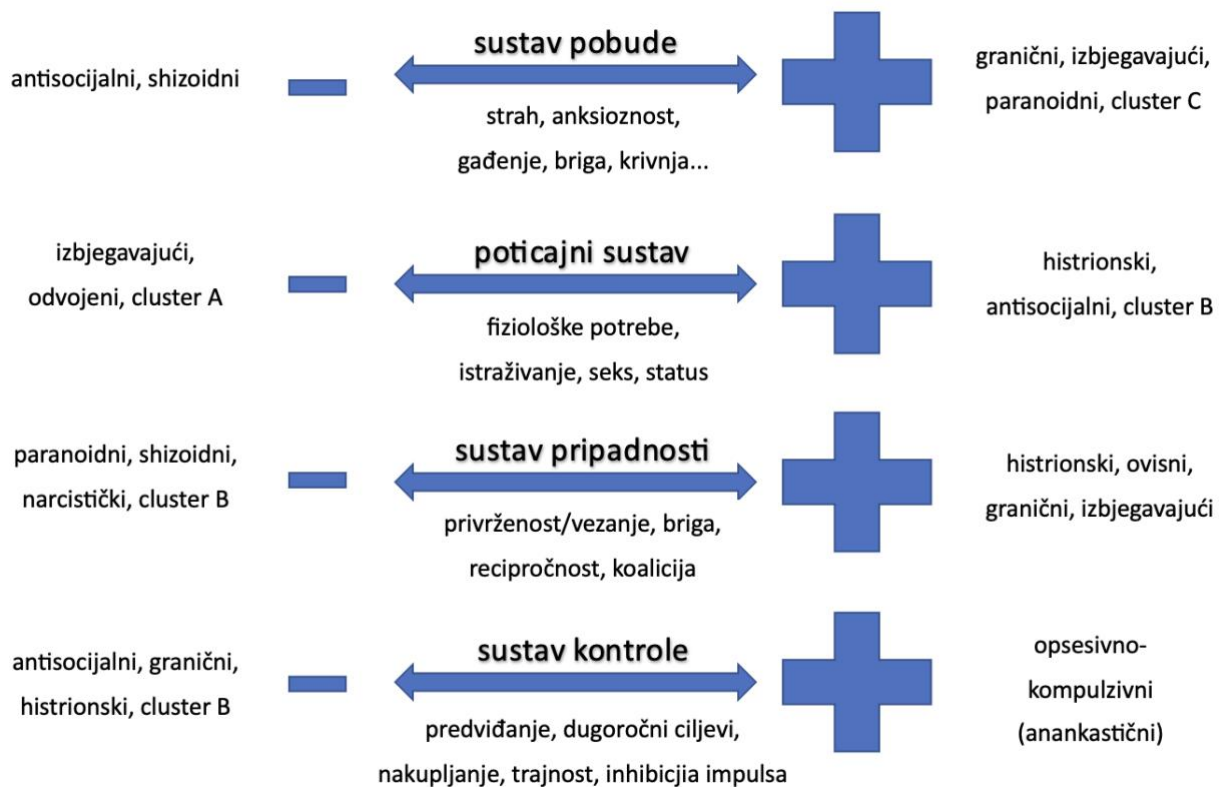 sustav pobude
antisocijalni, shizoidni
strah, anksioznost,
gađenje, briga, krivnja...
granični, izbjegavajući,
paranoidni, cluster C
poticajni sustav
izbjegavajući,
odvojeni, cluster A
fiziološke potrebe,
istraživanje, seks, status
histrionski,
antisocijalni, cluster B
sustav pripadnosti
paranoidni, shizoidni,
narcistički, cluster B
privrženost/vezanje, briga,
recipročnost, koalicija
histrionski, ovisni,
granični, izbjegavajući
sustav kontrole
antisocijalni, granični,
histrionski, cluster B
predviđanje, dugoročni ciljevi,
nakupljanje, trajnost, inhibicjia impulsa
opsesivno-
kompulzivni
(anankastični)